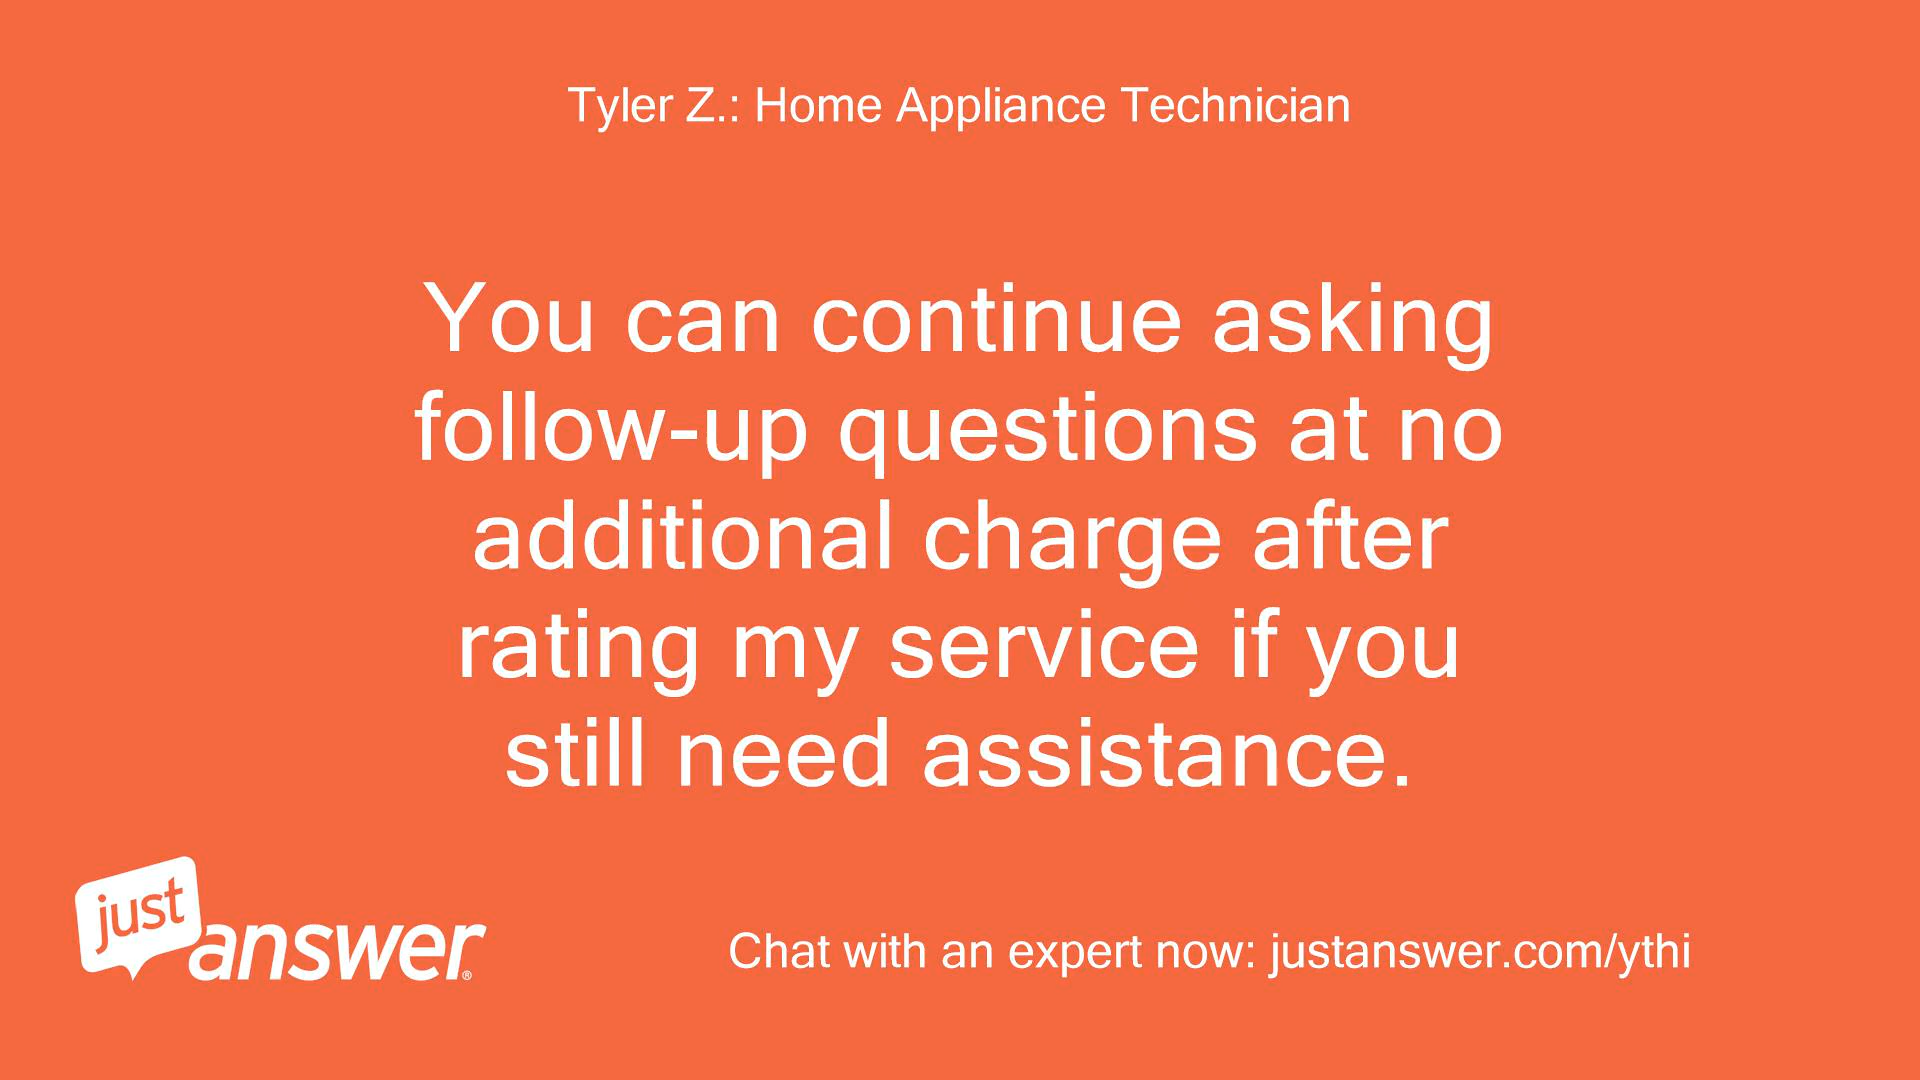 Tyler Z.: Home Appliance Technician
You can continue asking
follow-up questions at no
additional charge after
rating my service if you
still need assistance.
just
answer®
Chat with an expert now: justanswer.com/ythi